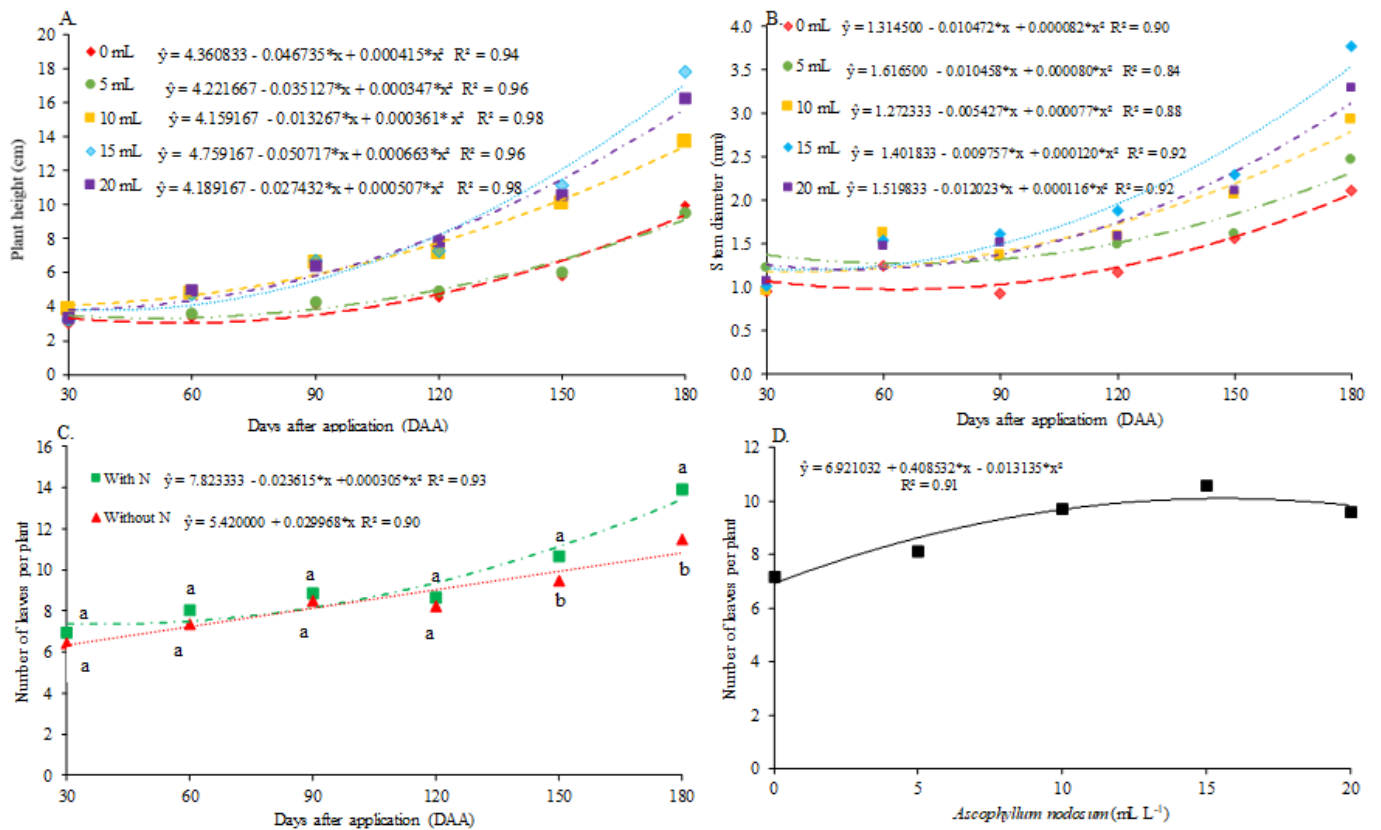 A.
Plant height (cm)
20
18
16
14
12
10
8
6
4
2
0
0 mL ŷ = 4.360833 - 0.046735*x + 0.000415*x² R² = 0.94
5 mL ŷ = 4.221667 - 0.035127*x + 0.000347*x² R² = 0.96
10 mL ŷ = 4.159167 - 0.013267*x + 0.000361* x² R² = 0.98
15 mL ŷ = 4.759167 - 0.050717*x + 0.000663*x² R² = 0.96
20 mL ŷ = 4.189167 - 0.027432*x + 0.000507*x² R² = 0.98
30 60 90 120 150 180
Days after application (DAA)
B.
Stem diameter (mm)
4.0
3.5
3.0
2.5
2.0
1.5
1.0
0.5
0.0
0 mL ŷ = 1.314500 - 0.010472*x + 0.000082*x² R² = 0.90
5 mL ŷ = 1.616500 - 0.010458*x + 0.000080*x² R² = 0.84
10 mL ŷ = 1.272333 - 0.005427*x + 0.000077*x² R² = 0.88
15 mL ŷ = 1.401833 - 0.009757*x + 0.000120*x² R² = 0.92
20 mL ŷ = 1.519833 - 0.012023*x + 0.000116*x² R² = 0.92
30 60 90 120 150 180
Days after applicatiom (DAA)
C.
Number of leaves per plant
16
14
12
10
8
6
4
2
0
With N ŷ = 7.823333 - 0.023615*x +0.000305*x² R² = 0.93
Without N ŷ = 5.420000 + 0.029968*x R² = 0.90
a a a a a a
a a a a b b
30 60 90 120 150 180
Days after application (DAA)
D.
Number of leaves per plant
12
10
8
6
4
2
0
ŷ = 6.921032 + 0.408532*x - 0.013135*x²
R² = 0.91
0 5 10 15 20
Ascophyllum nodosum (mL L⁻¹)